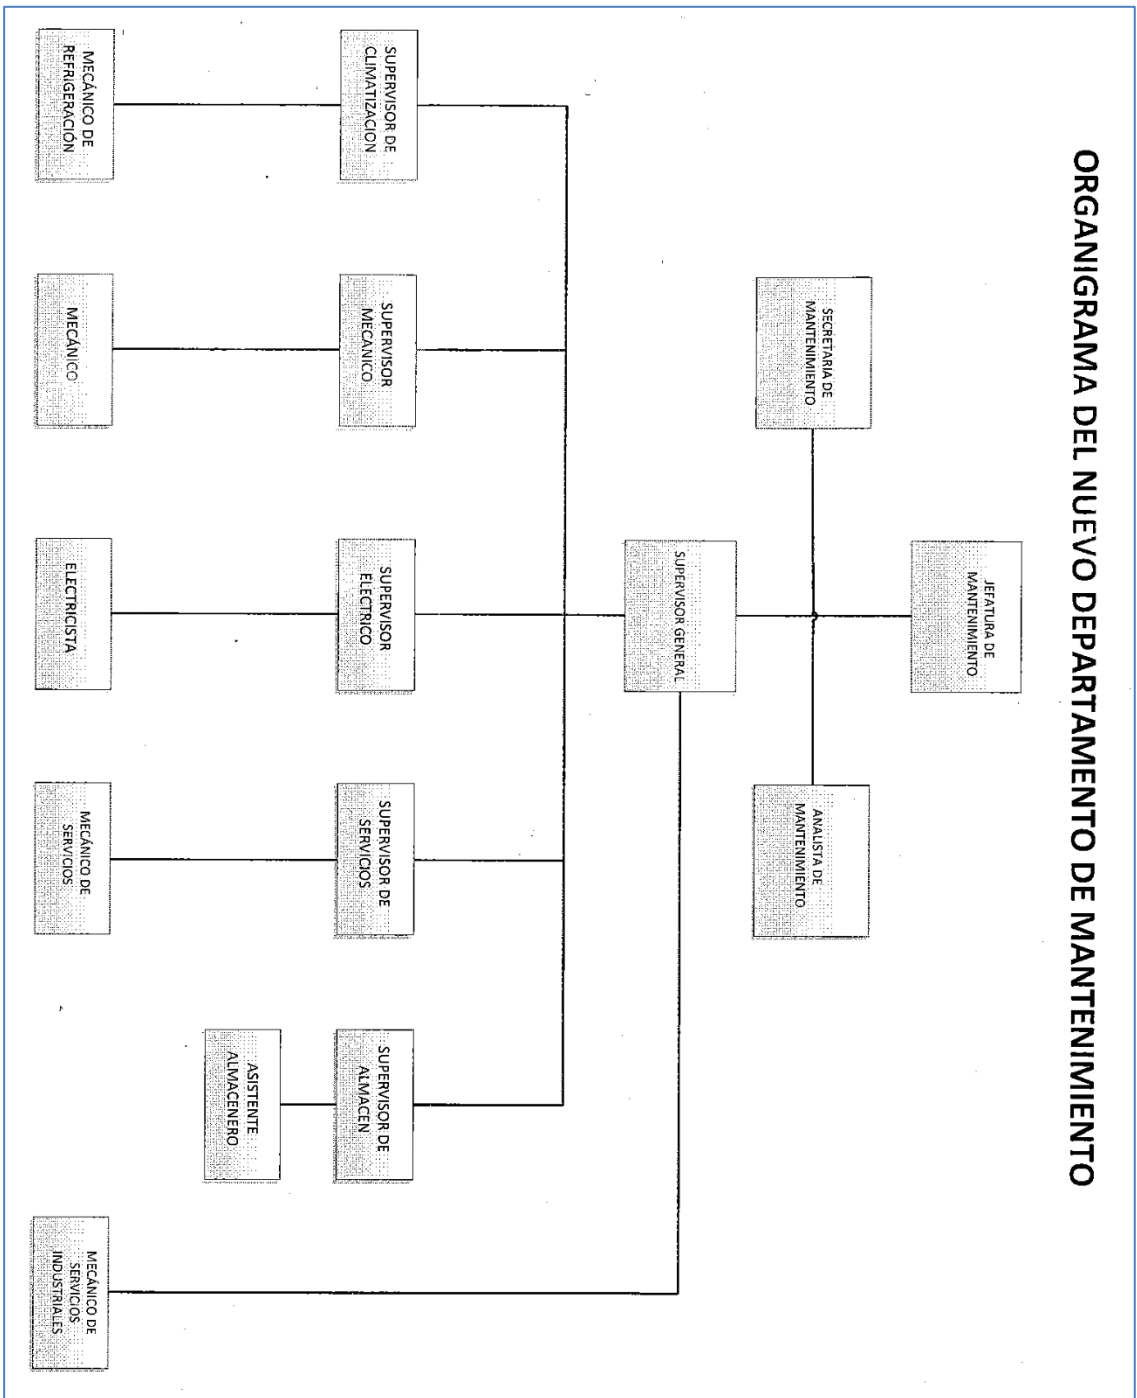 ORGANIGRAMA DEL NUEVO DEPARTAMENTO DE MANTENIMIENTO
JEFATURA DE
MANTENIMIENTO
SECRETARIA DE
MANTENIMIENTO
ANALISTA DE
MANTENIMIENTO
SUPERVISOR GENERAL
SUPERVISOR DE
CLIMATIZACION
SUPERVISOR
MECANICO
SUPERVISOR
ELECTRICO
SUPERVISOR DE
SERVICIOS
SUPERVISOR DE
ALMACEN
ASISTENTE
ALMACENERO
MECÁNICO DE
REFRIGERACIÓN
MECÁNICO
ELECTRICISTA
MECÁNICO DE
SERVICIOS
MECÁNICO DE
SERVICIOS
INDUSTRIALES